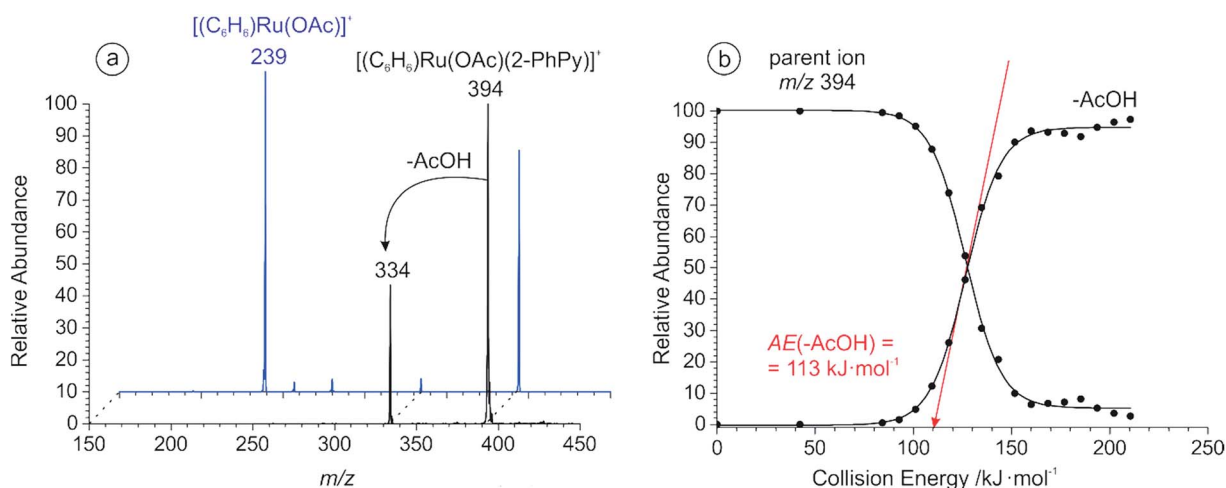 [(C₆H₆)Ru(OAc)]⁺
a
239
[(C₆H₆)Ru(OAc)(2-PhPy)]⁺
394
-AcOH
334
Relative Abundance
100
90
80
70
60
50
40
30
20
10
0
150 200 250 300 350 400 450
m/z
b
parent ion
m/z 394
-AcOH
Relative Abundance
100
90
80
70
60
50
40
30
20
10
0
AE(-AcOH) =
= 113 kJ·mol⁻¹
0 50 100 150 200 250
Collision Energy /kJ·mol⁻¹